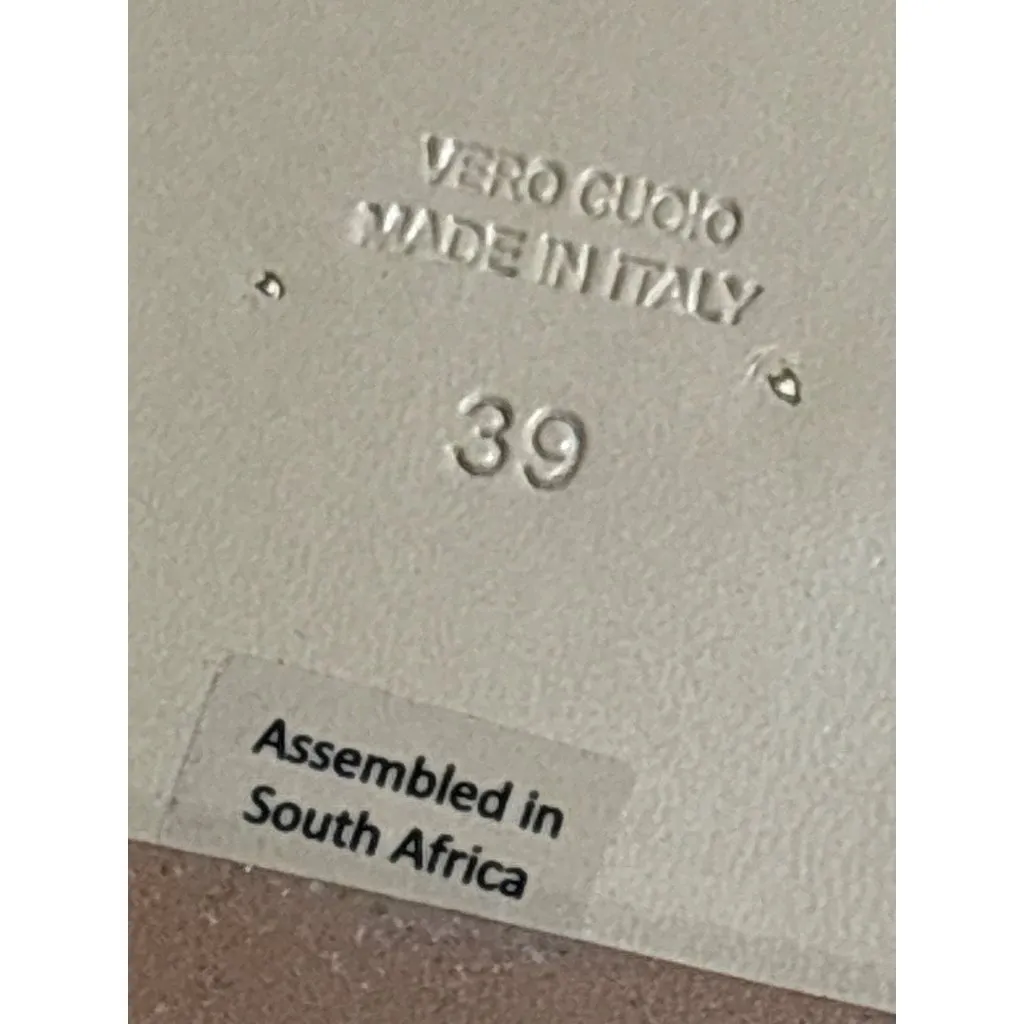 VERO CUOIO
MADE IN ITALY
39
Assembled in
South Africa